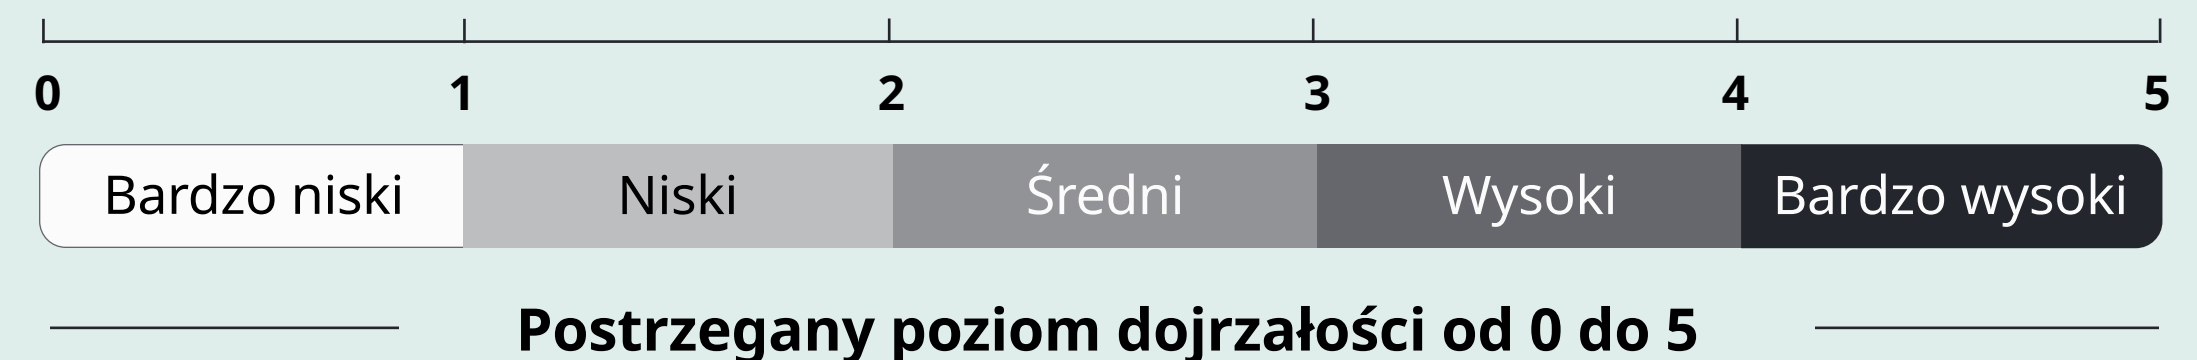 0 1 2 3 4 5
Bardzo niski Niski Średni Wysoki Bardzo wysoki
Postrzegany poziom dojrzałości od 0 do 5